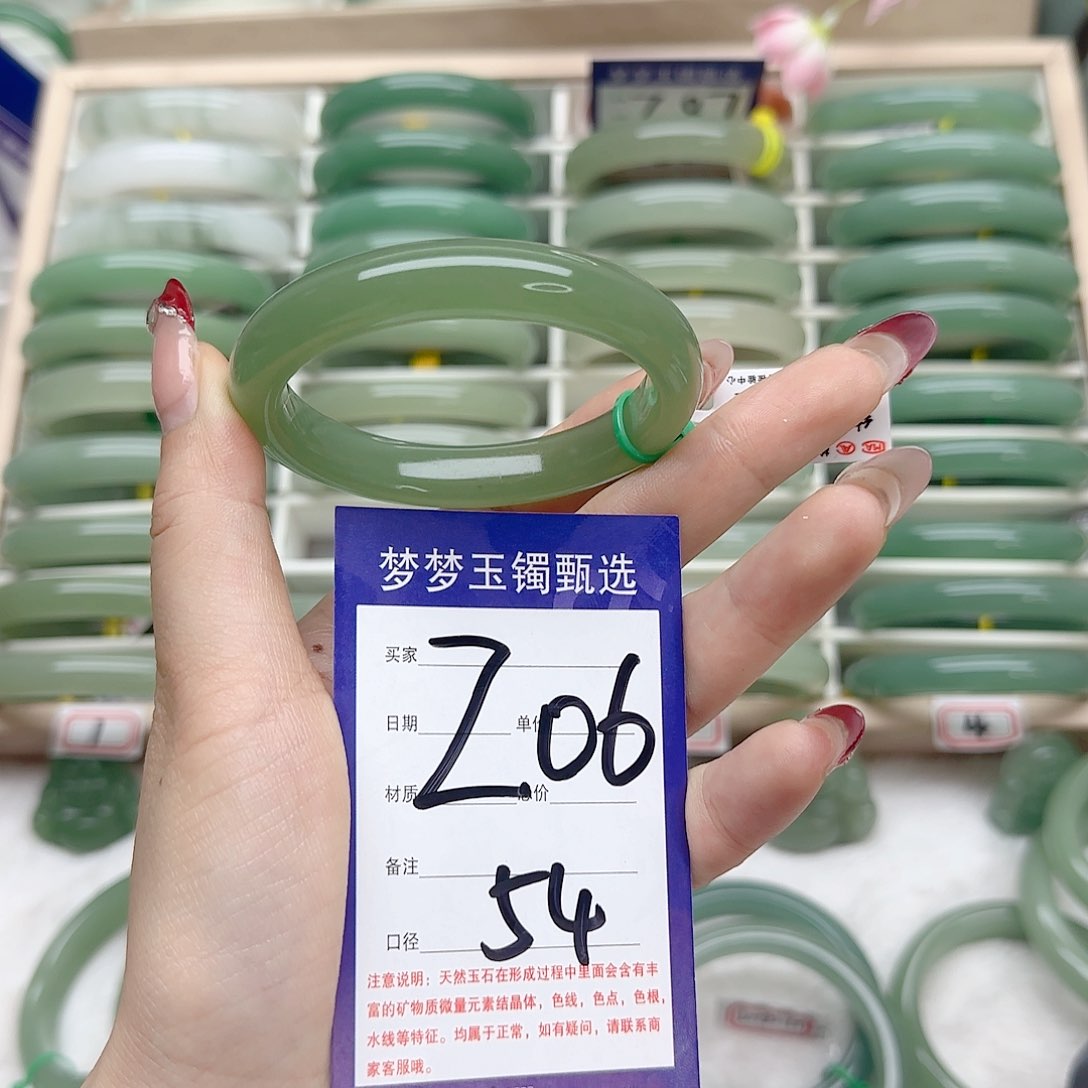 梦梦玉镯甄选
买家
Z.06
日期 单价
材质 总价
备注
54
口径
注意说明：天然玉石在形成过程中里面会含有丰
富的矿物质微量元素结晶体，色线，色点，色根，
水线等特征。均属于正常，如有疑问，请联系商
家客服哦。
1
4